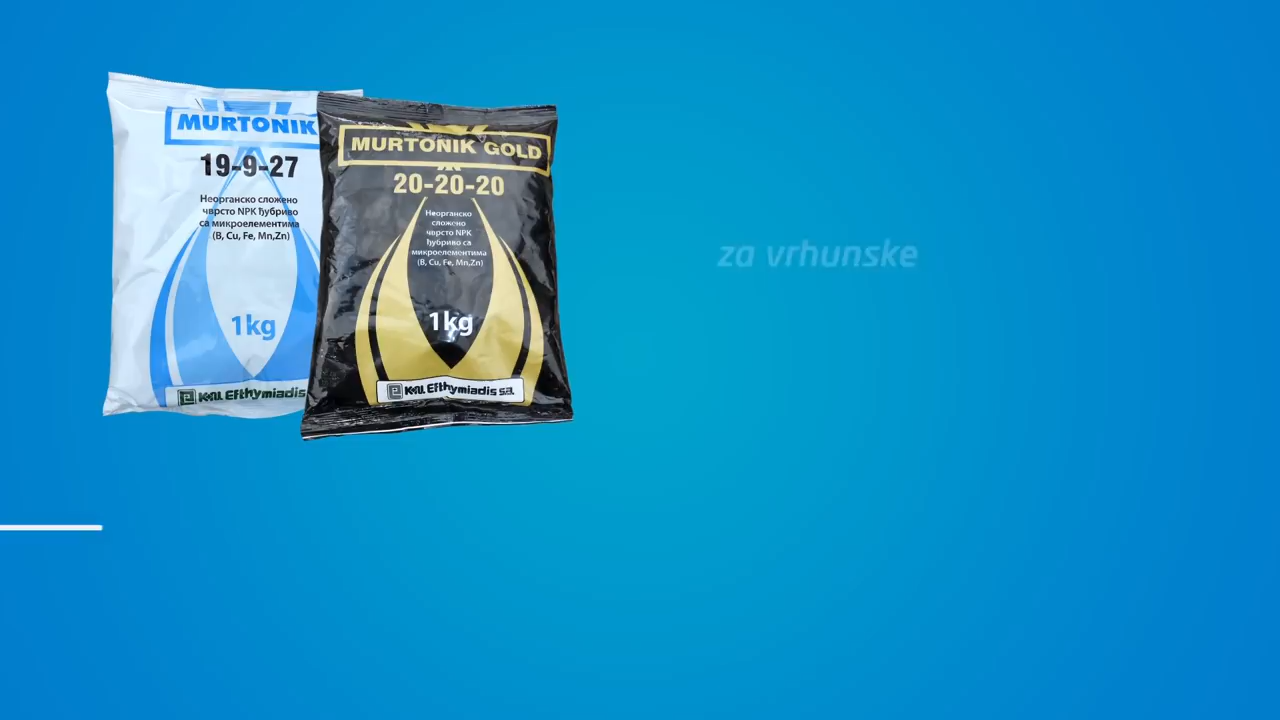 MURTONIK
19-9-27
Неорганско сложено
чврсто NPK ђубриво
са микроелементима
(B, Cu, Fe, Mn,Zn)
1kg
K&N. Efthymiadis
MURTONIK GOLD
20-20-20
Неорганско
сложено
чврсто NPK
ђубриво са
микроелементима
(B, Cu, Fe, Mn,Zn)
1kg
K&N. Efthymiadis s.a.
za vrhunske